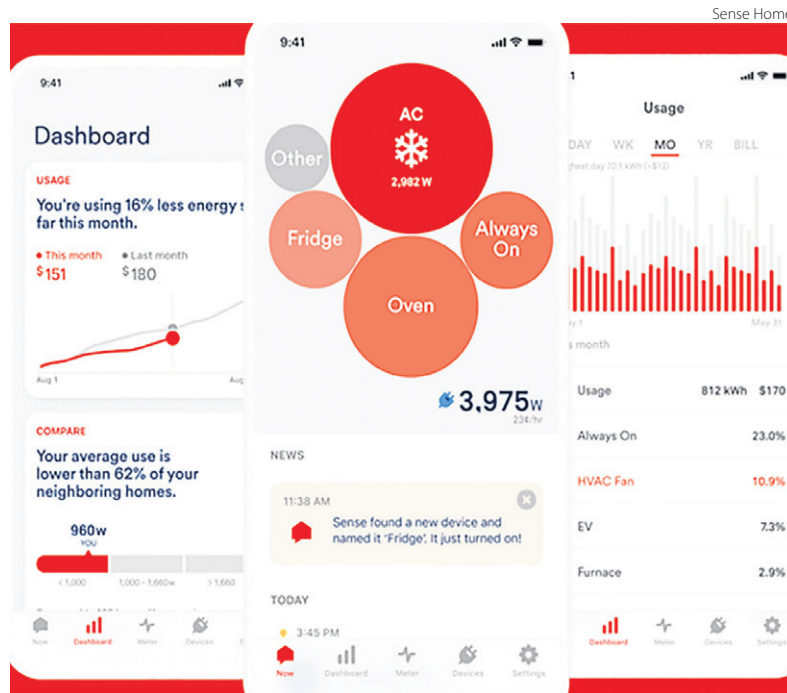 Sense Home
9:41
Dashboard
USAGE
You're using 16% less energy s
far this month.
This month
Last month
$151
$180
Aug 1
Aug
COMPARE
Your average use is
lower than 62% of your
neighboring homes.
960w
YOU
<1,000
1,000 - 1,660w
>1,660
Now
Dashboard
Meter
Devices
9:41
AC
2,982 W
Other
Fridge
Always
On
Oven
3,975w
NEWS
11:38 AM
Sense found a new device and
named it 'Fridge'. It just turned on!
TODAY
3:45 PM
Now
Dashboard
Meter
Devices
Settings
Usage
DAY
WK
MO
YR
BILL
May 31
month
Usage
812 kWh
$170
Always On
23.0%
HVAC Fan
10.9%
EV
7.3%
Furnace
2.9%
Dashboard
Meter
Devices
Settings